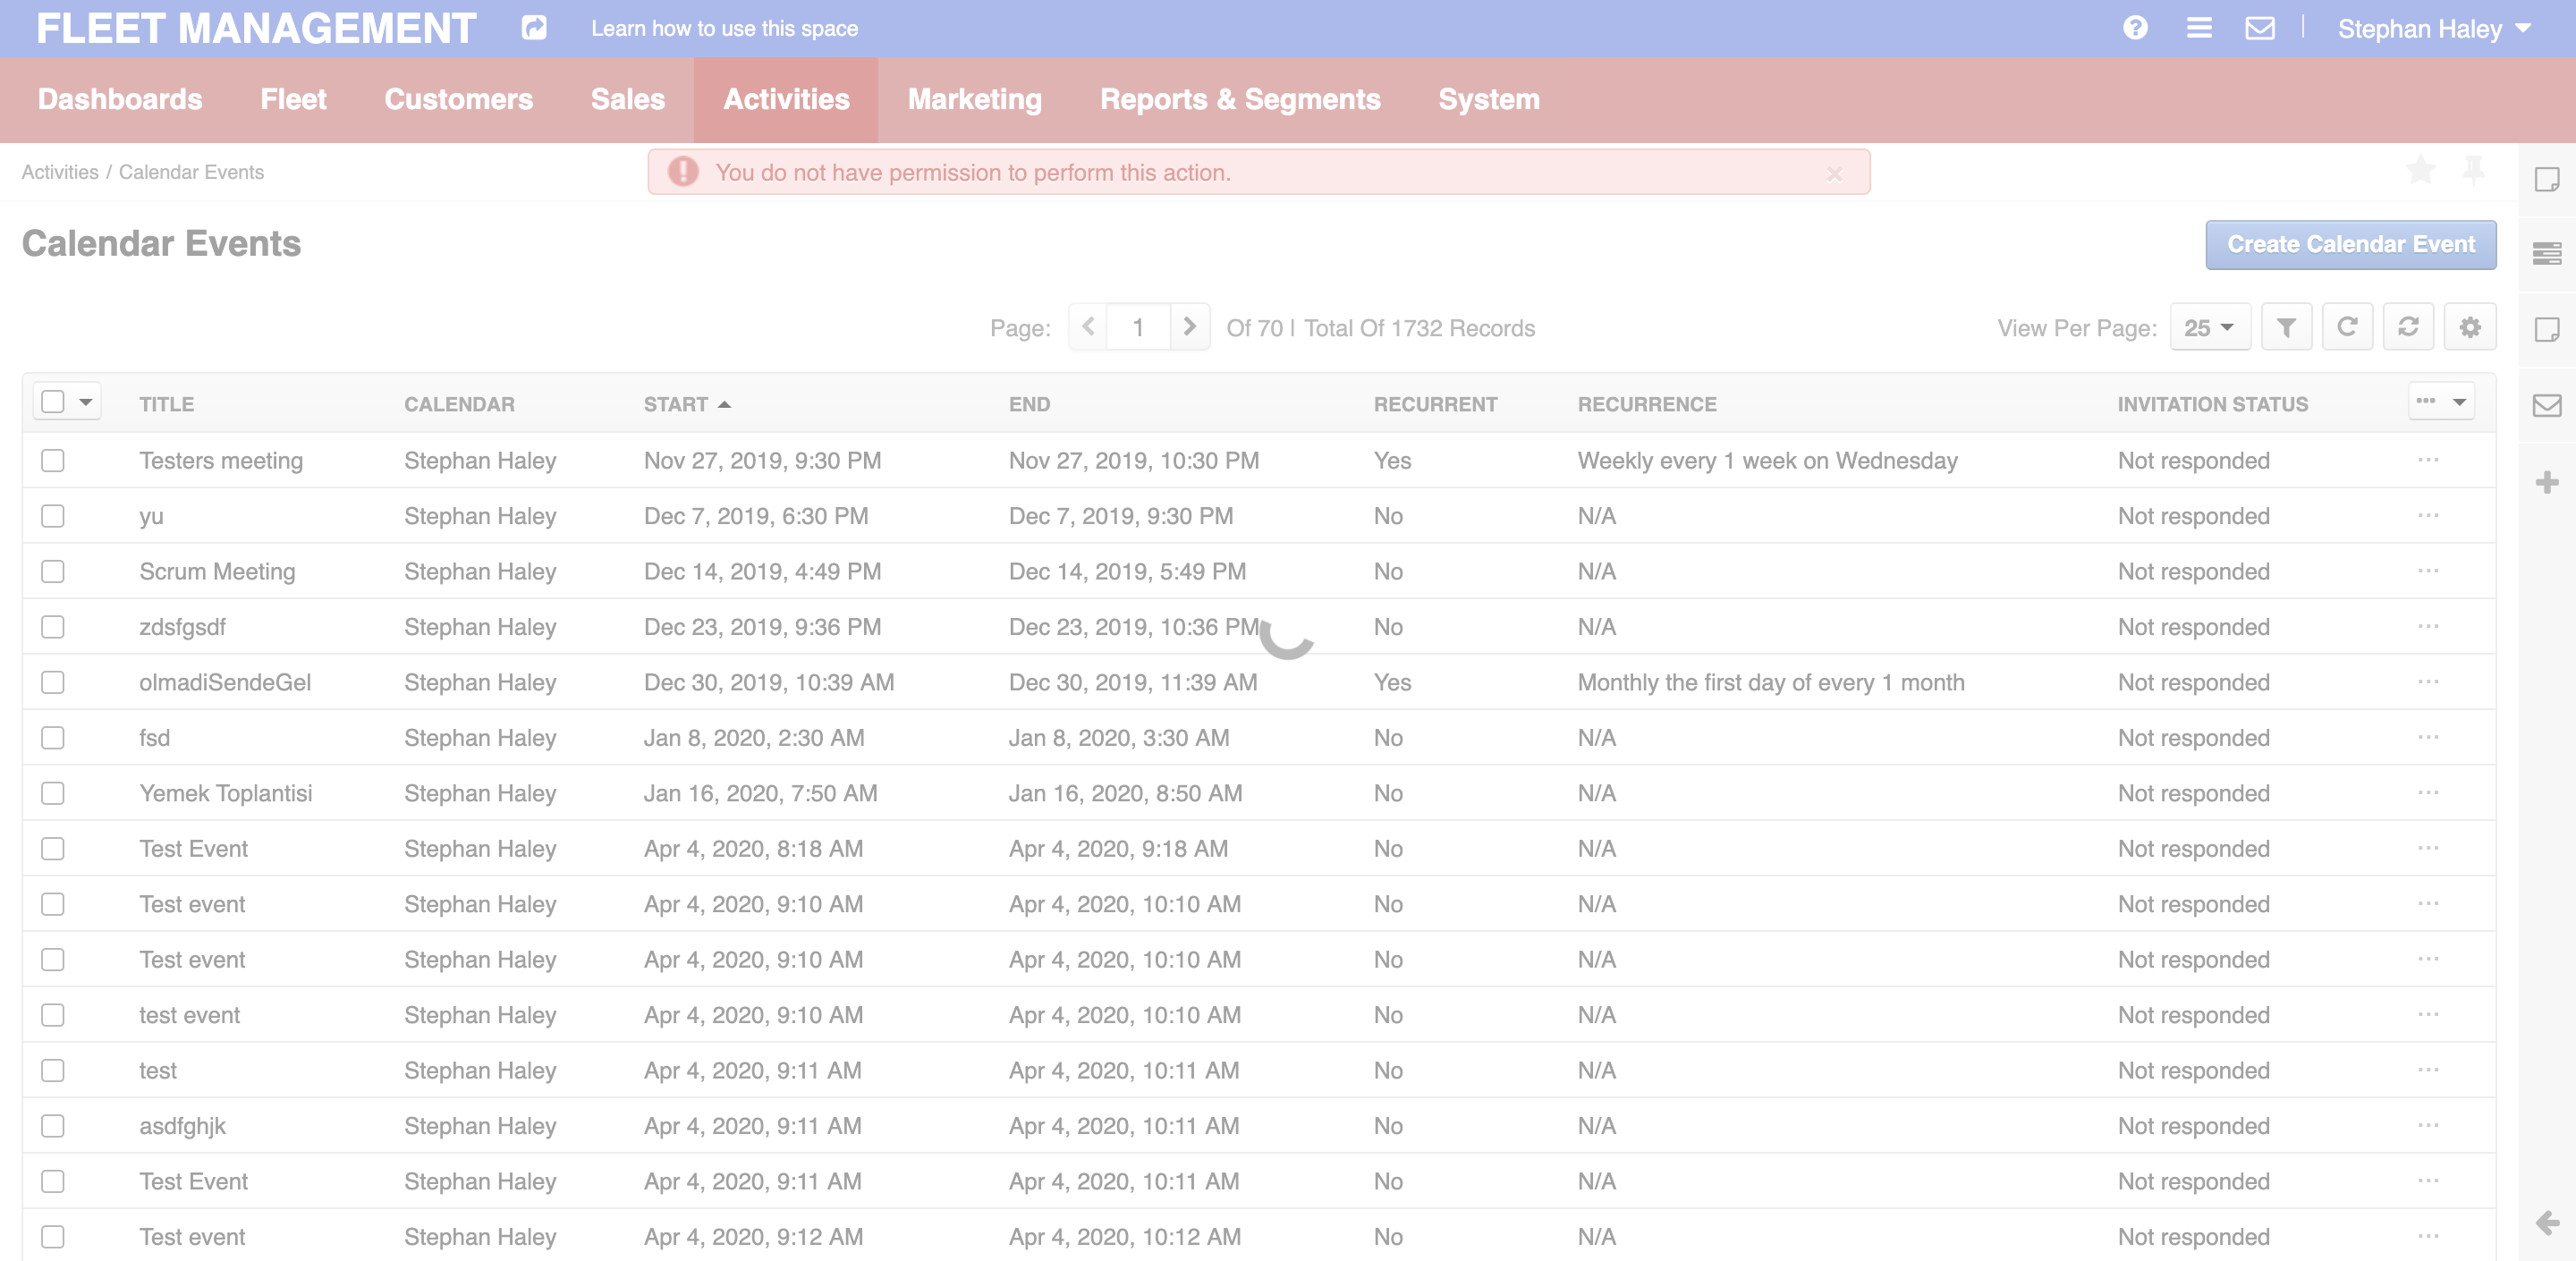 FLEET MANAGEMENT Learn how to use this space Stephan Haley
Dashboards Fleet Customers Sales Activities Marketing Reports & Segments System
Activities / Calendar Events You do not have permission to perform this action. ×
Calendar Events Create Calendar Event
Page: 1 Of 70 | Total Of 1732 Records View Per Page: 25
TITLE CALENDAR START END RECURRENT RECURRENCE INVITATION STATUS
Testers meeting Stephan Haley Nov 27, 2019, 9:30 PM Nov 27, 2019, 10:30 PM Yes Weekly every 1 week on Wednesday Not responded
yu Stephan Haley Dec 7, 2019, 6:30 PM Dec 7, 2019, 9:30 PM No N/A Not responded
Scrum Meeting Stephan Haley Dec 14, 2019, 4:49 PM Dec 14, 2019, 5:49 PM No N/A Not responded
zdsfgsdf Stephan Haley Dec 23, 2019, 9:36 PM Dec 23, 2019, 10:36 PM No N/A Not responded
olmadiSendeGel Stephan Haley Dec 30, 2019, 10:39 AM Dec 30, 2019, 11:39 AM Yes Monthly the first day of every 1 month Not responded
fsd Stephan Haley Jan 8, 2020, 2:30 AM Jan 8, 2020, 3:30 AM No N/A Not responded
Yemek Toplantisi Stephan Haley Jan 16, 2020, 7:50 AM Jan 16, 2020, 8:50 AM No N/A Not responded
Test Event Stephan Haley Apr 4, 2020, 8:18 AM Apr 4, 2020, 9:18 AM No N/A Not responded
Test event Stephan Haley Apr 4, 2020, 9:10 AM Apr 4, 2020, 10:10 AM No N/A Not responded
Test event Stephan Haley Apr 4, 2020, 9:10 AM Apr 4, 2020, 10:10 AM No N/A Not responded
test event Stephan Haley Apr 4, 2020, 9:10 AM Apr 4, 2020, 10:10 AM No N/A Not responded
test Stephan Haley Apr 4, 2020, 9:11 AM Apr 4, 2020, 10:11 AM No N/A Not responded
asdfghjk Stephan Haley Apr 4, 2020, 9:11 AM Apr 4, 2020, 10:11 AM No N/A Not responded
Test Event Stephan Haley Apr 4, 2020, 9:11 AM Apr 4, 2020, 10:11 AM No N/A Not responded
Test event Stephan Haley Apr 4, 2020, 9:12 AM Apr 4, 2020, 10:12 AM No N/A Not responded